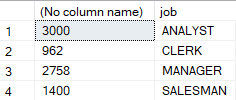 (No column name) job
1 3000 ANALYST
2 962 CLERK
3 2758 MANAGER
4 1400 SALESMAN